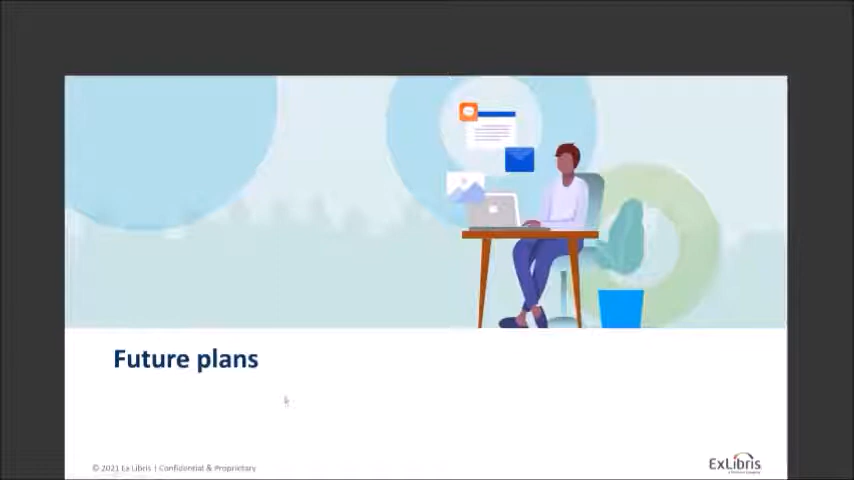 Future plans
© 2021 Ex Libris | Confidential & Proprietary
ExLibris